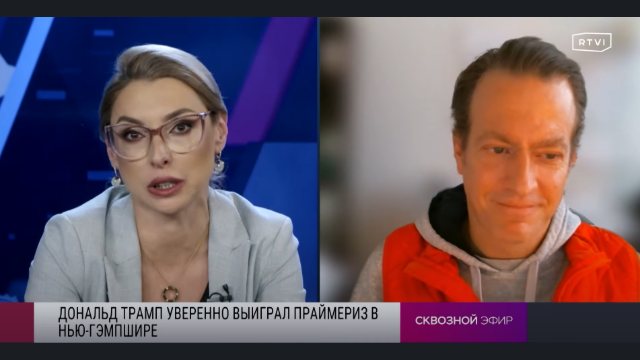 RTVI
ДОНАЛЬД ТРАМП УВЕРЕННО ВЫИГРАЛ ПРАЙМЕРИЗ В
НЬЮ-ГЭМПШИРЕ
СКВОЗНОЙ ЭФИР